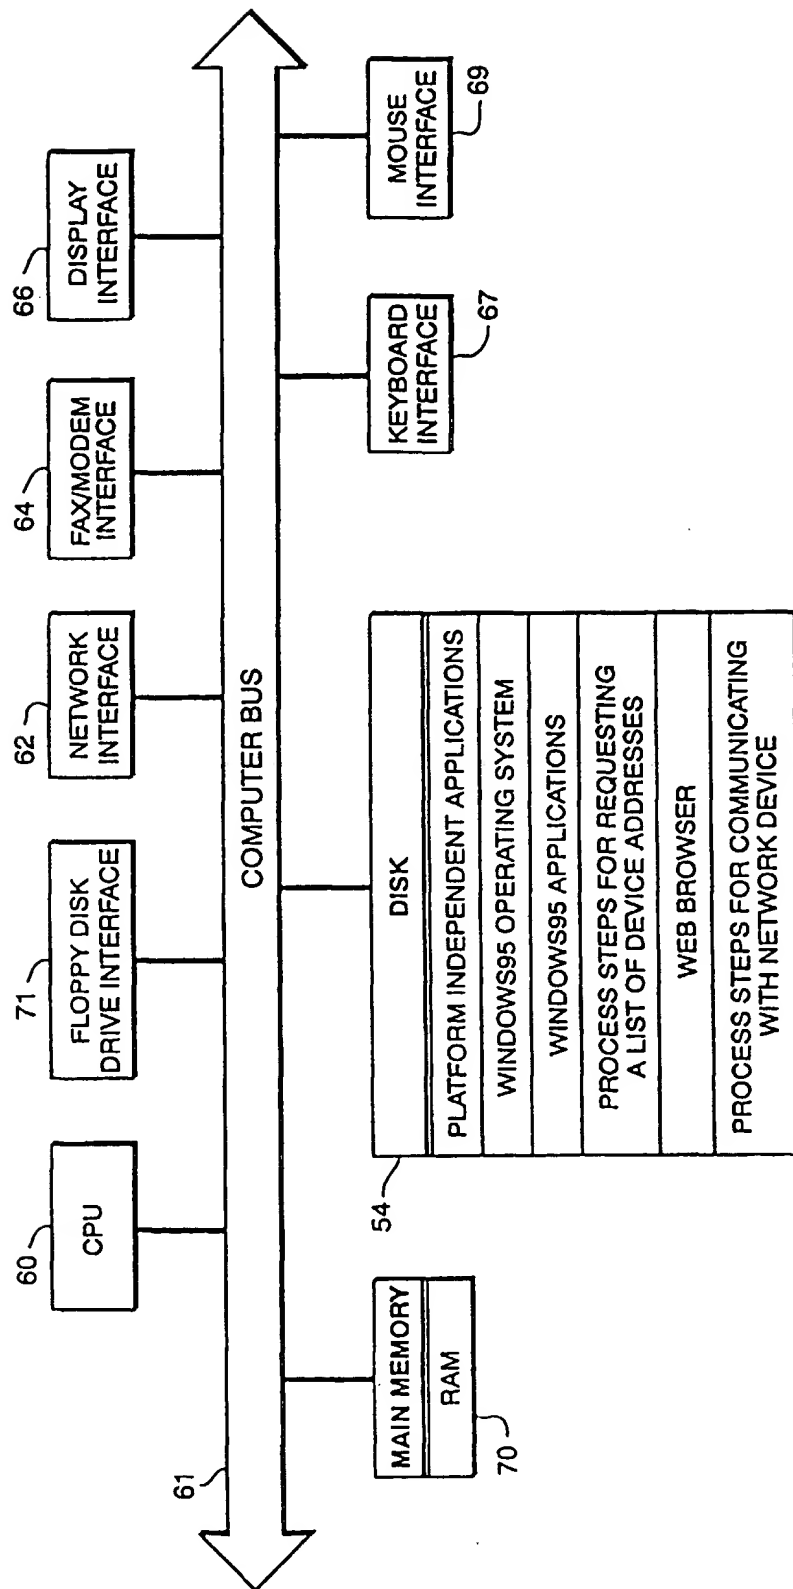 60
CPU
71
FLOPPY DISK
DRIVE INTERFACE
62
NETWORK
INTERFACE
64
FAX/MODEM
INTERFACE
66
DISPLAY
INTERFACE
61
COMPUTER BUS
MAIN MEMORY
RAM
70
54
DISK
PLATFORM INDEPENDENT APPLICATIONS
WINDOWS95 OPERATING SYSTEM
WINDOWS95 APPLICATIONS
PROCESS STEPS FOR REQUESTING
A LIST OF DEVICE ADDRESSES
WEB BROWSER
PROCESS STEPS FOR COMMUNICATING
WITH NETWORK DEVICE
KEYBOARD
INTERFACE
67
MOUSE
INTERFACE
69